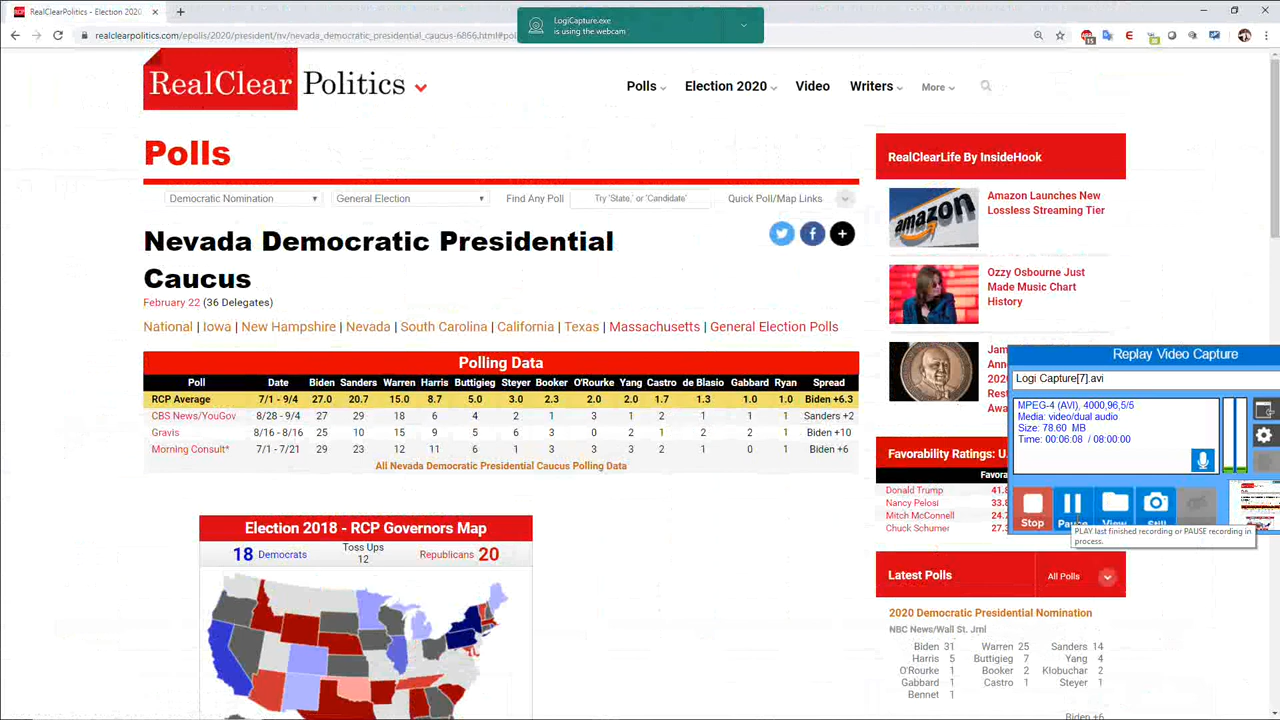 RealClearPolitics - Election 2020
LogiCapture.exe
is using the webcam
realclearpolitics.com/epolls/2020/president/nv/nevada_democratic_presidential_caucus-6866.html#pol
RealClear Politics
Polls Election 2020 Video Writers More
Polls
Democratic Nomination General Election Find Any Poll Try 'State,' or 'Candidate' Quick Poll/Map Links
Nevada Democratic Presidential
Caucus
February 22 (36 Delegates)
National | Iowa | New Hampshire | Nevada | South Carolina | California | Texas | Massachusetts | General Election Polls
Polling Data
Poll Date Biden Sanders Warren Harris Buttigieg Steyer Booker O'Rourke Yang Castro de Blasio Gabbard Ryan Spread
RCP Average 7/1 - 9/4 27.0 20.7 15.0 8.7 5.0 3.0 2.3 2.0 2.0 1.7 1.3 1.0 1.0 Biden +6.3
CBS News/YouGov 8/28 - 9/4 27 29 18 6 4 2 1 3 1 2 1 1 1 Sanders +2
Gravis 8/16 - 8/16 25 10 15 9 5 6 3 0 2 1 2 2 1 Biden +10
Morning Consult* 7/1 - 7/21 29 23 12 11 6 1 3 3 3 2 1 0 1 Biden +6
All Nevada Democratic Presidential Caucus Polling Data
Election 2018 - RCP Governors Map
18 Democrats
Toss Ups
12
Republicans 20
RealClearLife By InsideHook
amazon
Amazon Launches New
Lossless Streaming Tier
Ozzy Osbourne Just
Made Music Chart
History
Favorability Ratings: U.
Donald Trump 41.
Nancy Pelosi 33.
Mitch McConnell 24.
Chuck Schumer 27.
Replay Video Capture
Logi Capture[7].avi
MPEG-4 (AVI), 4000,96,5/5
Media: video/dual audio
Size: 78.60 MB
Time: 00:06:08 / 08:00:00
Stop Pause View Still
PLAY last finished recording or PAUSE recording in
process.
Latest Polls All Polls
2020 Democratic Presidential Nomination
NBC News/Wall St. Jrnl
Biden 31 Warren 25 Sanders 14
Harris 5 Buttigieg 7 Yang 4
O'Rourke 1 Booker 2 Klobuchar 2
Gabbard 1 Castro 1 Steyer 1
Bennet 1
Biden +6